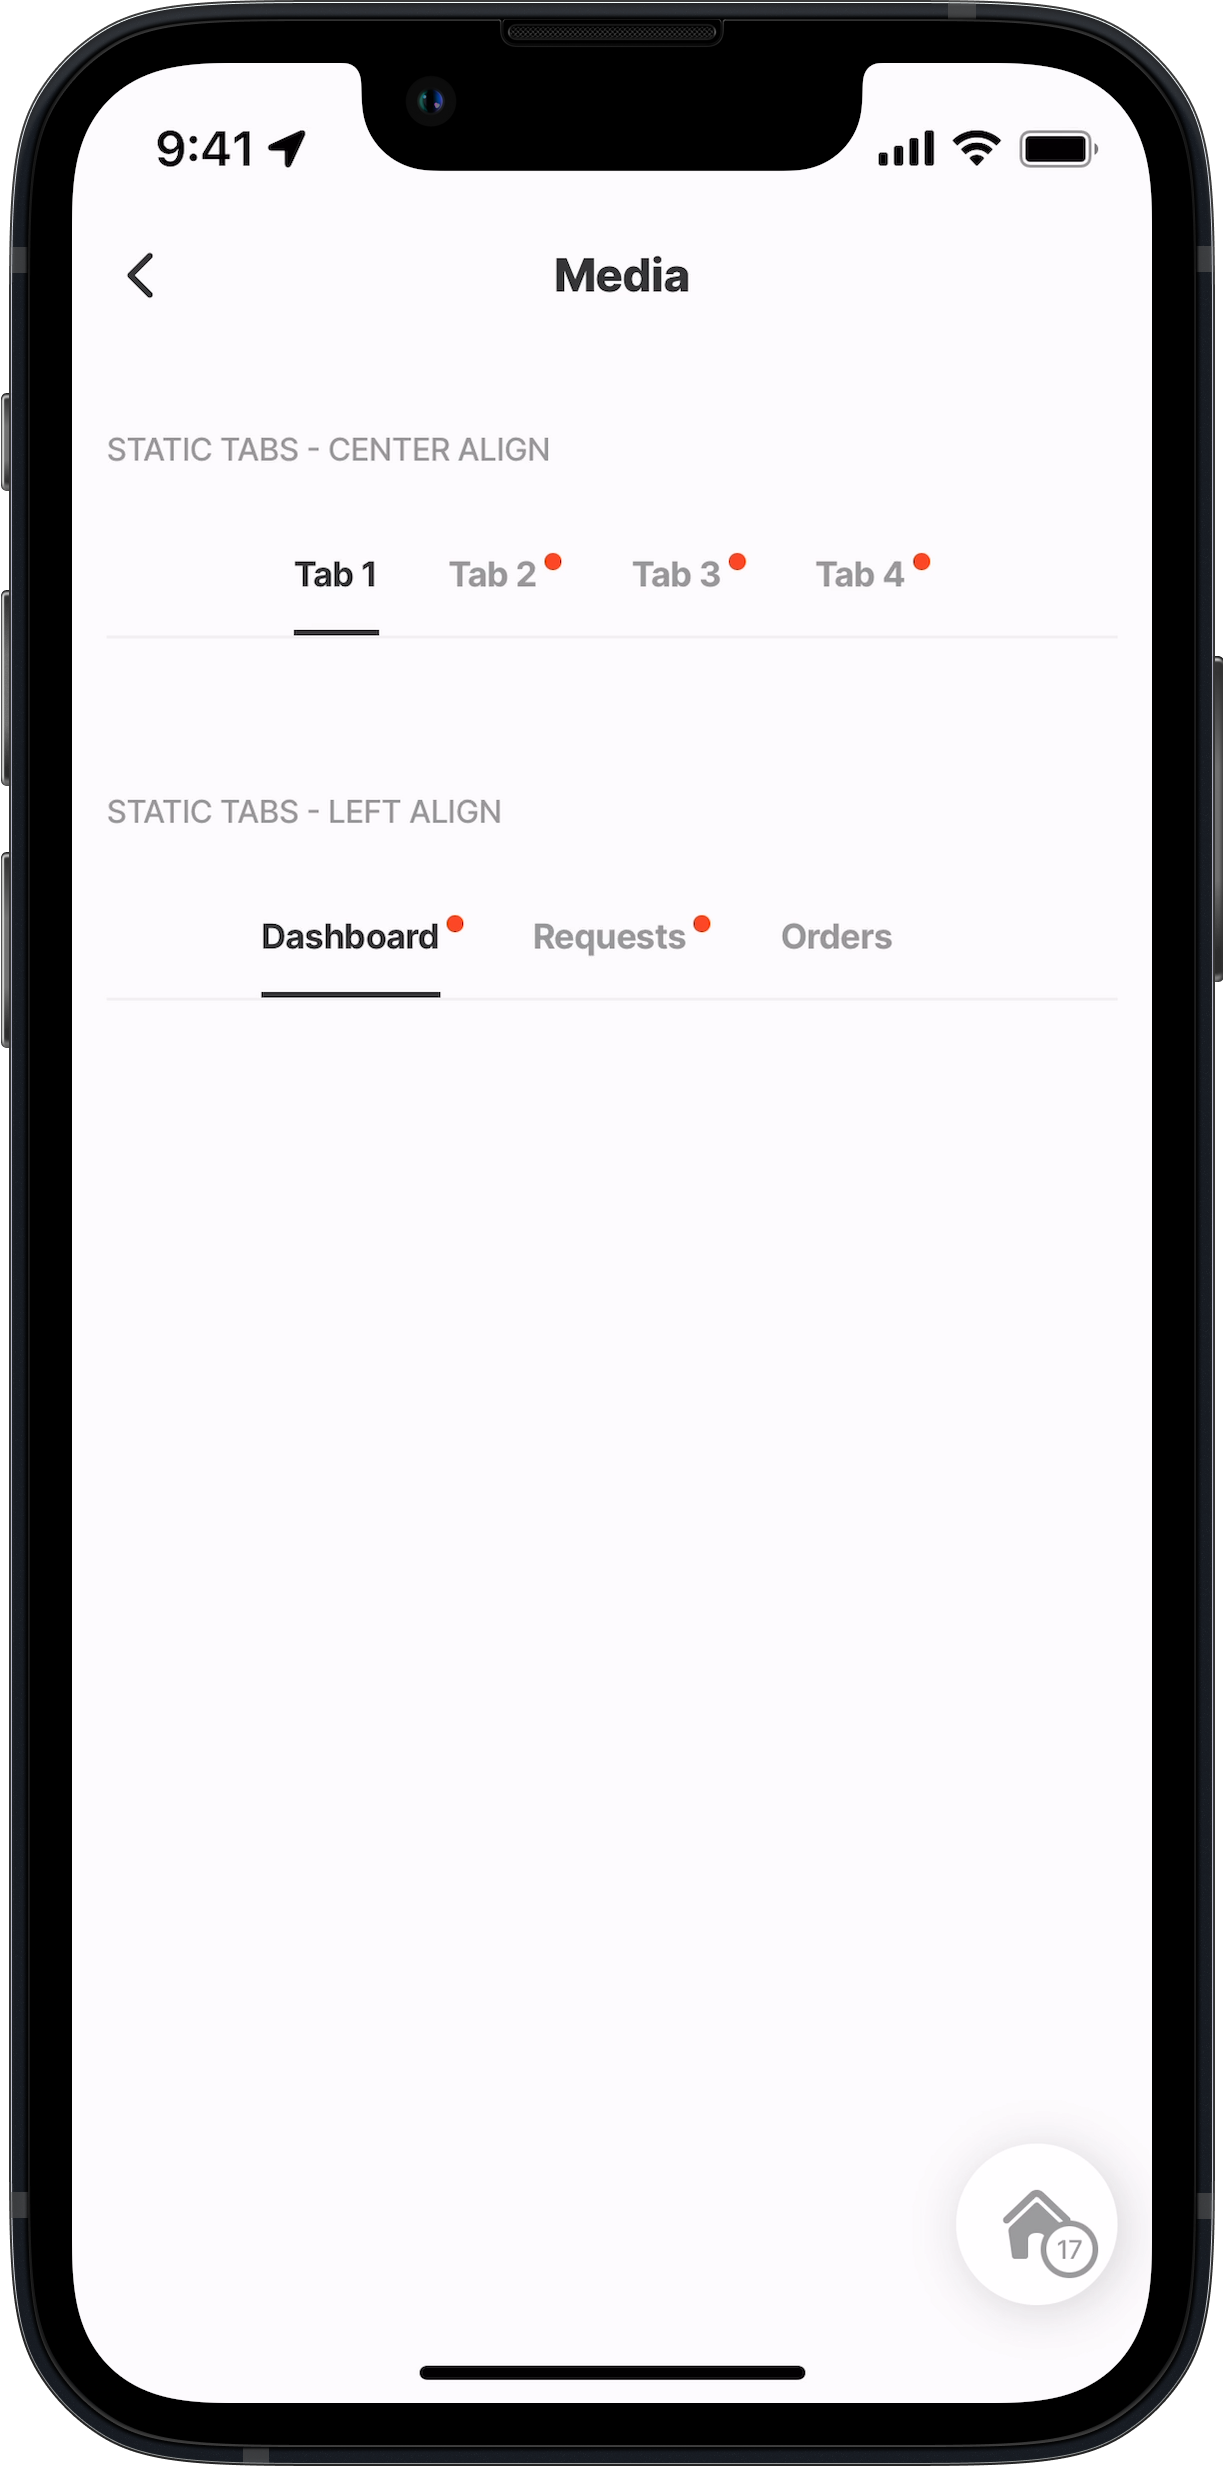 9:41
Media
STATIC TABS - CENTER ALIGN
Tab 1 Tab 2 Tab 3 Tab 4
STATIC TABS - LEFT ALIGN
Dashboard Requests Orders
17